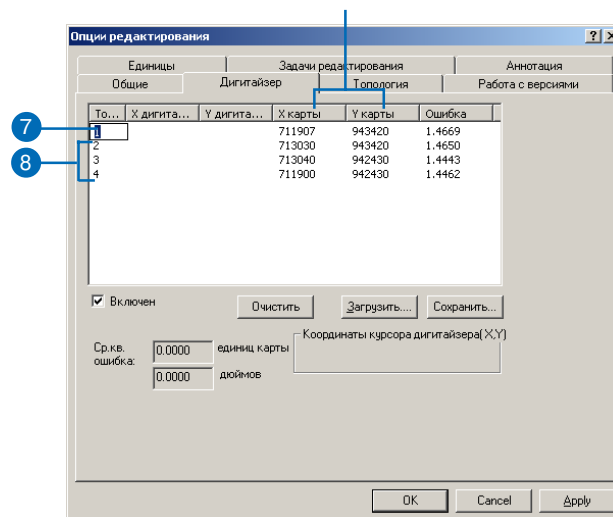 Опции редактирования
Единицы Задачи редактирования Аннотация
Общие Дигитайзер Топология Работа с версиями
То... X дигита... Y дигита... X карты Y карты Ошибка
7 1 711907 943420 1.4669
2 713030 943420 1.4650
8 3 713040 942430 1.4443
4 711900 942430 1.4462
Включен Очистить Загрузить.... Сохранить...
Координаты курсора дигитайзера(X,Y)
Ср.кв. ошибка: 0.0000 единиц карты
0.0000 дюймов
OK Cancel Apply